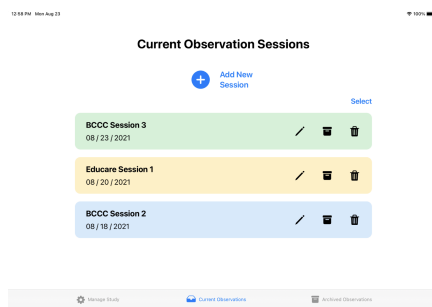 12:58 PM Mon Aug 23
100%
Current Observation Sessions
Add New
Session
Select
BCCC Session 3
08 / 23 / 2021
Educare Session 1
08 / 20 / 2021
BCCC Session 2
08 / 18 / 2021
Manage Study
Current Observations
Archived Observations